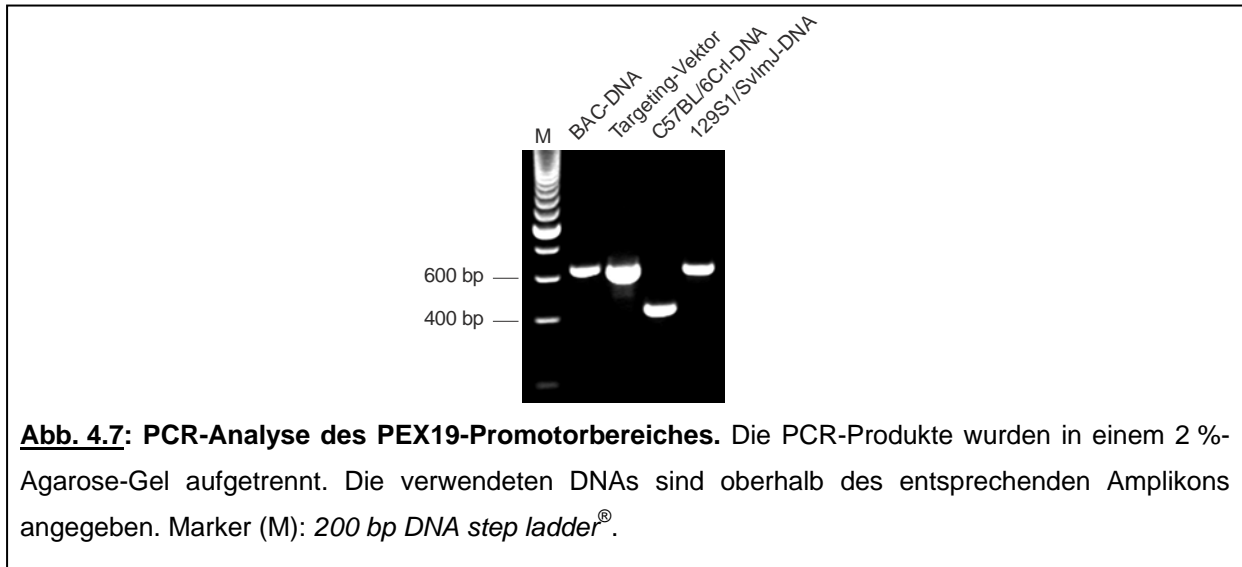 BAC-DNA
Targeting-Vektor
C57BL/6Crl-DNA
129S1/SvImJ-DNA
M
600 bp
400 bp
Abb. 4.7: PCR-Analyse des PEX19-Promotorbereiches. Die PCR-Produkte wurden in einem 2 %-
Agarose-Gel aufgetrennt. Die verwendeten DNAs sind oberhalb des entsprechenden Amplikons
angegeben. Marker (M): 200 bp DNA step ladder®.